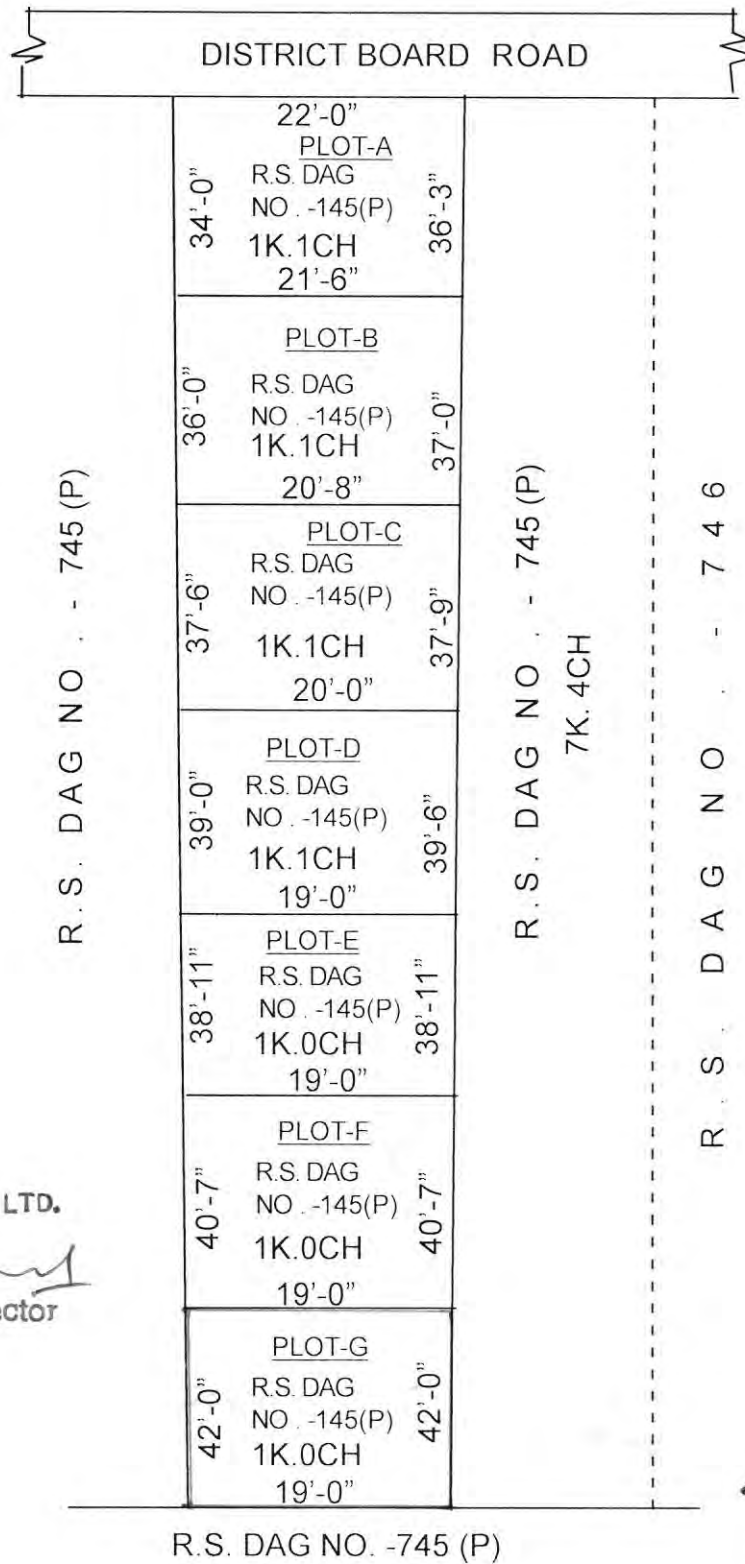 DISTRICT BOARD ROAD
22'-0"
PLOT-A
R.S. DAG
NO . -145(P)
1K.1CH
21'-6"
34'-0"
36'-3"
PLOT-B
R.S. DAG
NO . -145(P)
1K.1CH
20'-8"
36'-0"
37'-0"
PLOT-C
R.S. DAG
NO . -145(P)
1K.1CH
20'-0"
37'-6"
37'-9"
PLOT-D
R.S. DAG
NO . -145(P)
1K.1CH
19'-0"
39'-0"
39'-6"
PLOT-E
R.S. DAG
NO . -145(P)
1K.0CH
19'-0"
38'-11"
38'-11"
PLOT-F
R.S. DAG
NO . -145(P)
1K.0CH
19'-0"
40'-7"
40'-7"
PLOT-G
R.S. DAG
NO . -145(P)
1K.0CH
19'-0"
42'-0"
42'-0"
R.S. DAG NO . - 745 (P)
R.S. DAG NO . - 745 (P)
7K. 4CH
R.S. DAG NO . - 746
LTD.
R.S. DAG NO. -745 (P)